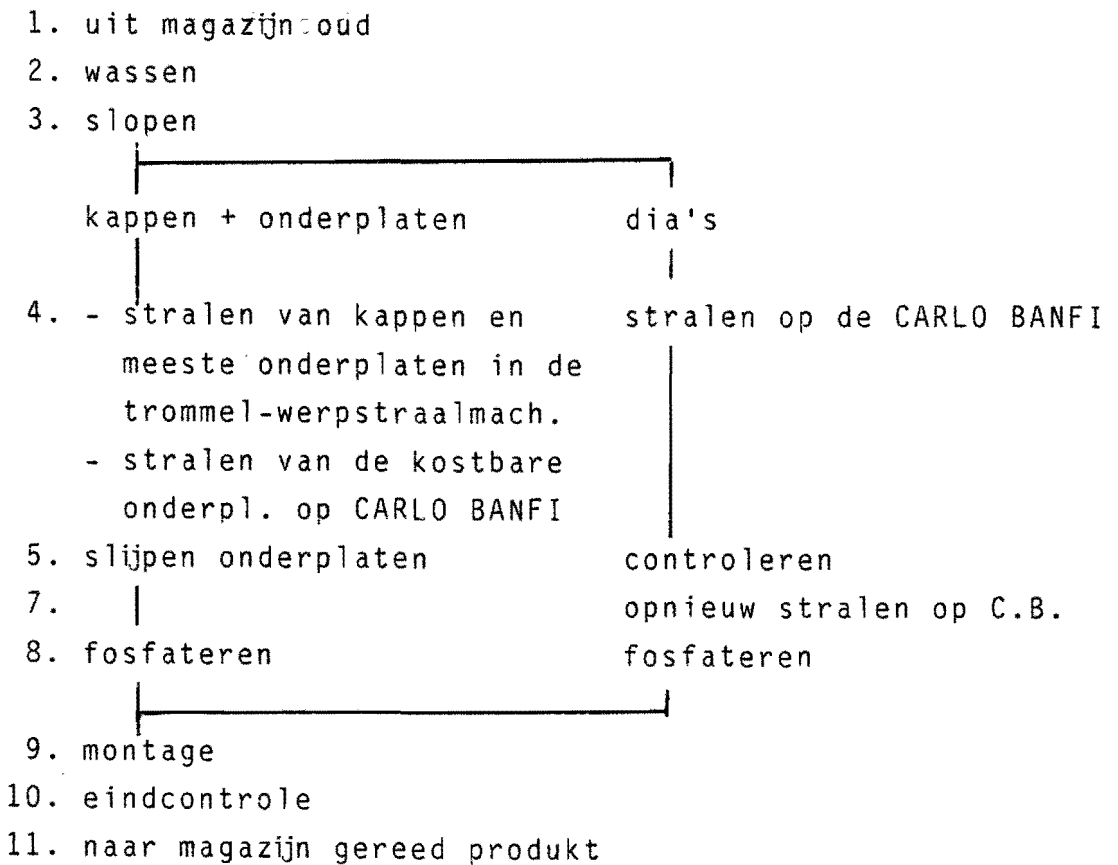 1. uit magazijn oud
2. wassen
3. slopen
kappen + onderplaten dia's
4. - stralen van kappen en stralen op de CARLO BANFI
meeste onderplaten in de
trommel-werpstraalmach.
- stralen van de kostbare
onderpl. op CARLO BANFI
5. slijpen onderplaten controleren
7. opnieuw stralen op C.B.
8. fosfateren fosfateren
9. montage
10. eindcontrole
11. naar magazijn gereed produkt